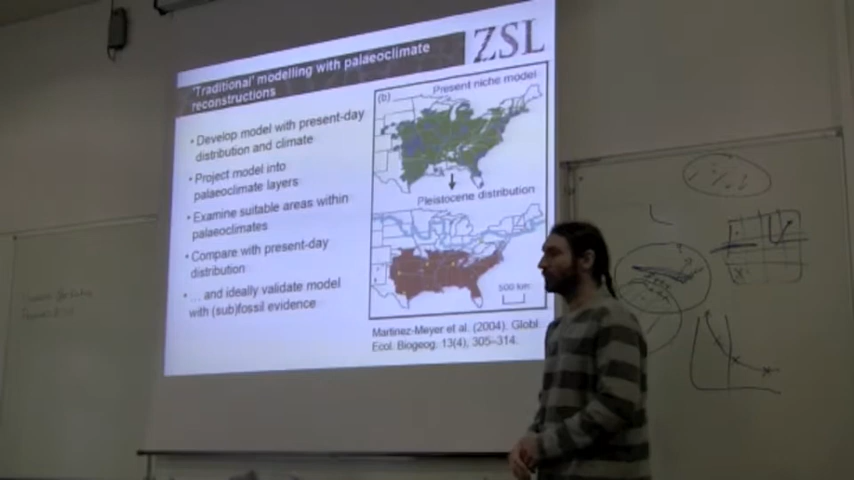 'Traditional' modelling with palaeoclimate
reconstructions
ZSL
• Develop model with present-day
distribution and climate
• Project model into
palaeoclimate layers
• Examine suitable areas within
palaeoclimates
• Compare with present-day
distribution
• ... and ideally validate model
with (sub)fossil evidence
(b)
Present niche model
Pleistocene distribution
500 km
Martinez-Meyer et al. (2004). Globl
Ecol. Biogeog. 13(4), 305–314.